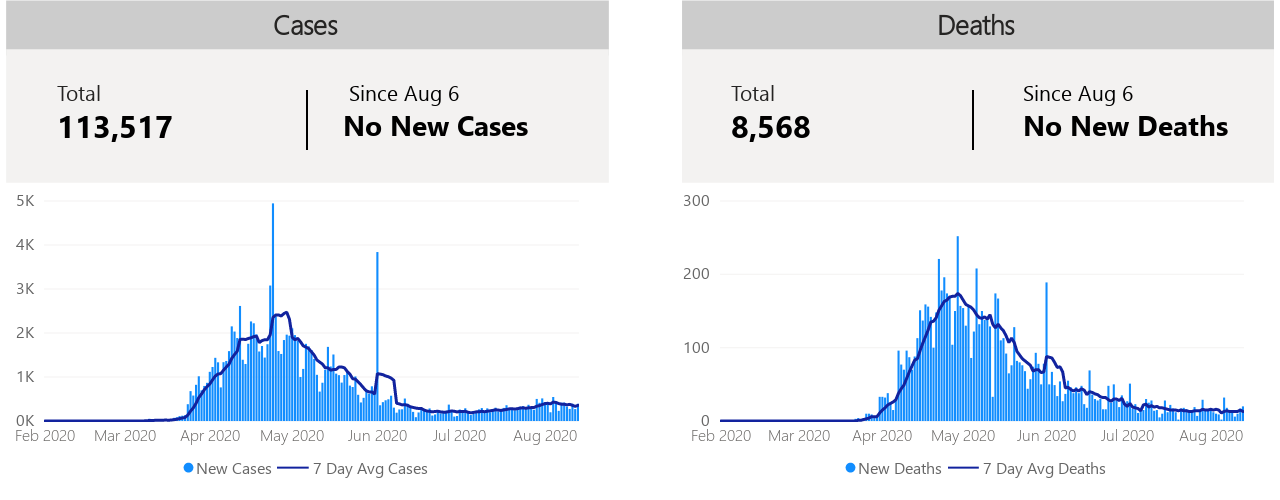 Cases
Total
113,517
Since Aug 6
No New Cases
5K
4K
3K
2K
1K
0K
Feb 2020 Mar 2020 Apr 2020 May 2020 Jun 2020 Jul 2020 Aug 2020
New Cases 7 Day Avg Cases
Deaths
Total
8,568
Since Aug 6
No New Deaths
300
200
100
0
Feb 2020 Mar 2020 Apr 2020 May 2020 Jun 2020 Jul 2020 Aug 2020
New Deaths 7 Day Avg Deaths